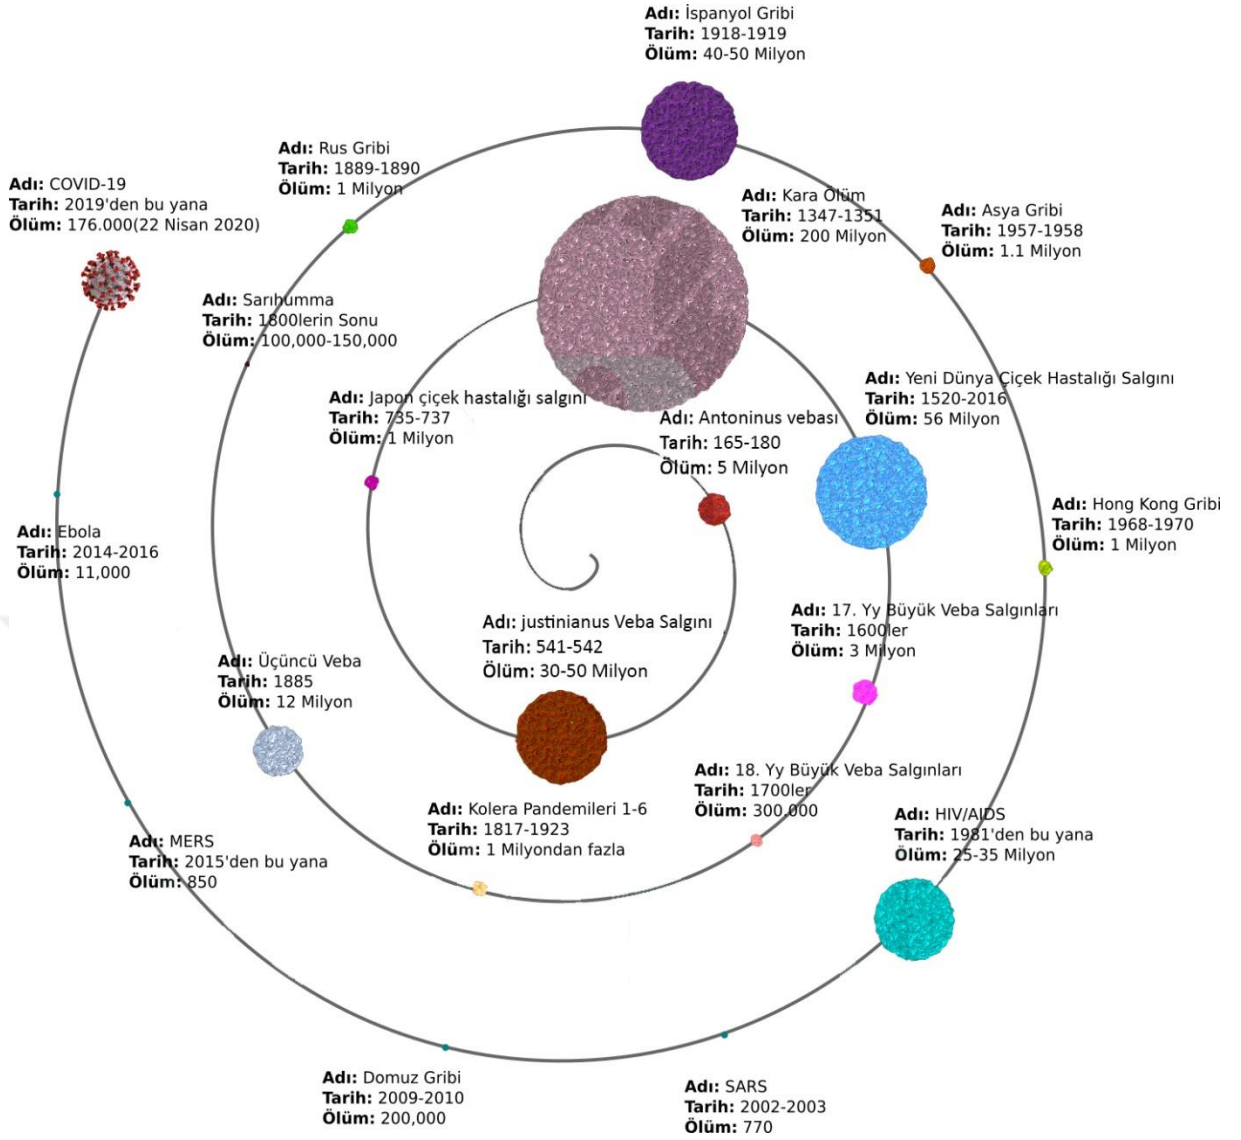 Adı: İspanyol Gribi
Tarih: 1918-1919
Ölüm: 40-50 Milyon
Adı: Rus Gribi
Tarih: 1889-1890
Ölüm: 1 Milyon
Adı: COVID-19
Tarih: 2019'den bu yana
Ölüm: 176.000(22 Nisan 2020)
Adı: Kara Ölüm
Tarih: 1347-1351
Ölüm: 200 Milyon
Adı: Asya Gribi
Tarih: 1957-1958
Ölüm: 1.1 Milyon
Adı: Sarıhumma
Tarih: 1800lerin Sonu
Ölüm: 100,000-150,000
Adı: Japon çiçek hastalığı salgını
Tarih: 735-737
Ölüm: 1 Milyon
Adı: Antoninus vebası
Tarih: 165-180
Ölüm: 5 Milyon
Adı: Yeni Dünya Çiçek Hastalığı Salgını
Tarih: 1520-2016
Ölüm: 56 Milyon
Adı: Hong Kong Gribi
Tarih: 1968-1970
Ölüm: 1 Milyon
Adı: Ebola
Tarih: 2014-2016
Ölüm: 11,000
Adı: justinianus Veba Salgını
Tarih: 541-542
Ölüm: 30-50 Milyon
Adı: 17. Yy Büyük Veba Salgınları
Tarih: 1600ler
Ölüm: 3 Milyon
Adı: Üçüncü Veba
Tarih: 1885
Ölüm: 12 Milyon
Adı: 18. Yy Büyük Veba Salgınları
Tarih: 1700ler
Ölüm: 300,000
Adı: Kolera Pandemileri 1-6
Tarih: 1817-1923
Ölüm: 1 Milyondan fazla
Adı: HIV/AIDS
Tarih: 1981'den bu yana
Ölüm: 25-35 Milyon
Adı: MERS
Tarih: 2015'den bu yana
Ölüm: 850
Adı: Domuz Gribi
Tarih: 2009-2010
Ölüm: 200,000
Adı: SARS
Tarih: 2002-2003
Ölüm: 770